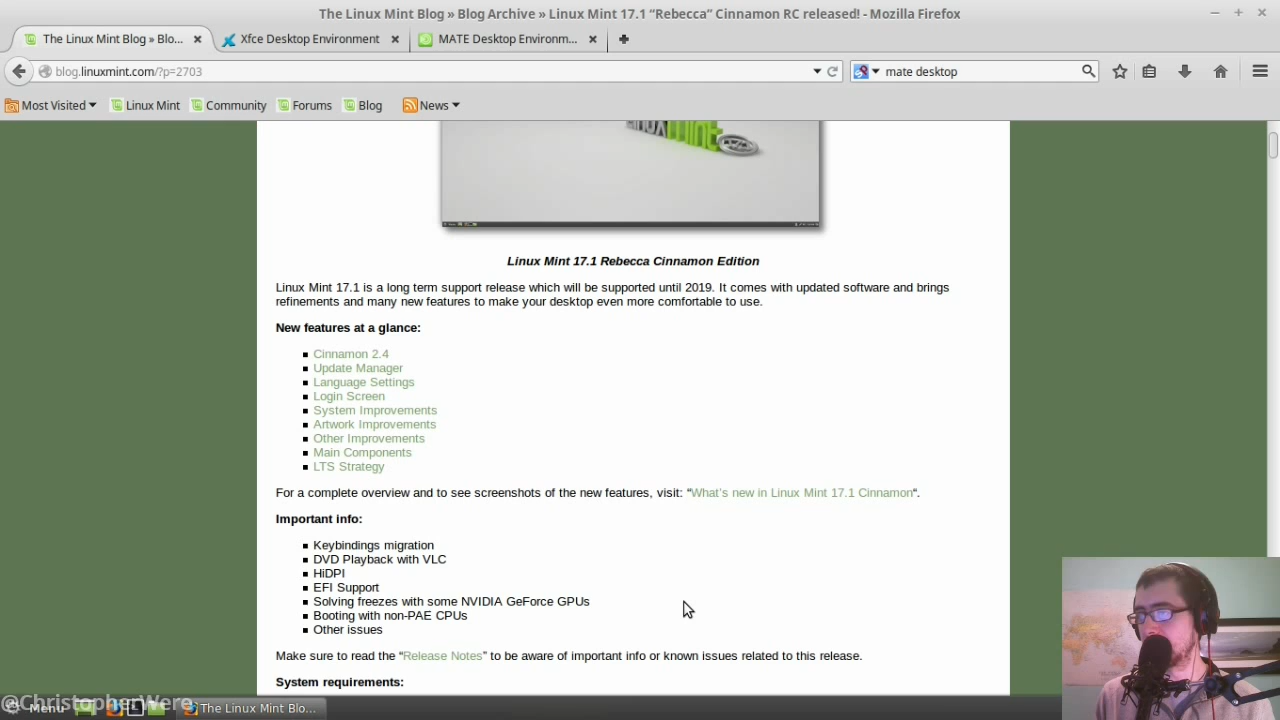 The Linux Mint Blog » Blog Archive » Linux Mint 17.1 “Rebecca” Cinnamon RC released! - Mozilla Firefox
The Linux Mint Blog » Blo... Xfce Desktop Environment MATE Desktop Environm...
blog.linuxmint.com/?p=2703 mate desktop
Most Visited Linux Mint Community Forums Blog News
linuxmint
Linux Mint 17.1 Rebecca Cinnamon Edition
Linux Mint 17.1 is a long term support release which will be supported until 2019. It comes with updated software and brings
refinements and many new features to make your desktop even more comfortable to use.
New features at a glance:
Cinnamon 2.4
Update Manager
Language Settings
Login Screen
System Improvements
Artwork Improvements
Other Improvements
Main Components
LTS Strategy
For a complete overview and to see screenshots of the new features, visit: “What’s new in Linux Mint 17.1 Cinnamon“.
Important info:
Keybindings migration
DVD Playback with VLC
HiDPI
EFI Support
Solving freezes with some NVIDIA GeForce GPUs
Booting with non-PAE CPUs
Other issues
Make sure to read the “Release Notes” to be aware of important info or known issues related to this release.
System requirements:
@ChristopherWere
Menu The Linux Mint Blo...